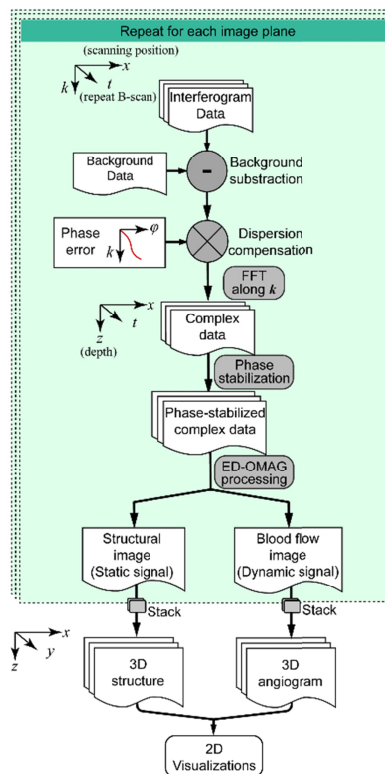 Repeat for each image plane
(scanning position)
x
k
t
(repeat B-scan)
Interferogram
Data
Background
Data
-
Background
substraction
Phase
error
φ
k
Dispersion
compensation
FFT
along k
x
t
z
(depth)
Complex
data
Phase
stabilization
Phase-stabilized
complex data
ED-OMAG
processing
Structural
image
(Static signal)
Blood flow
image
(Dynamic signal)
Stack
Stack
x
y
z
3D
structure
3D
angiogram
2D
Visualizations